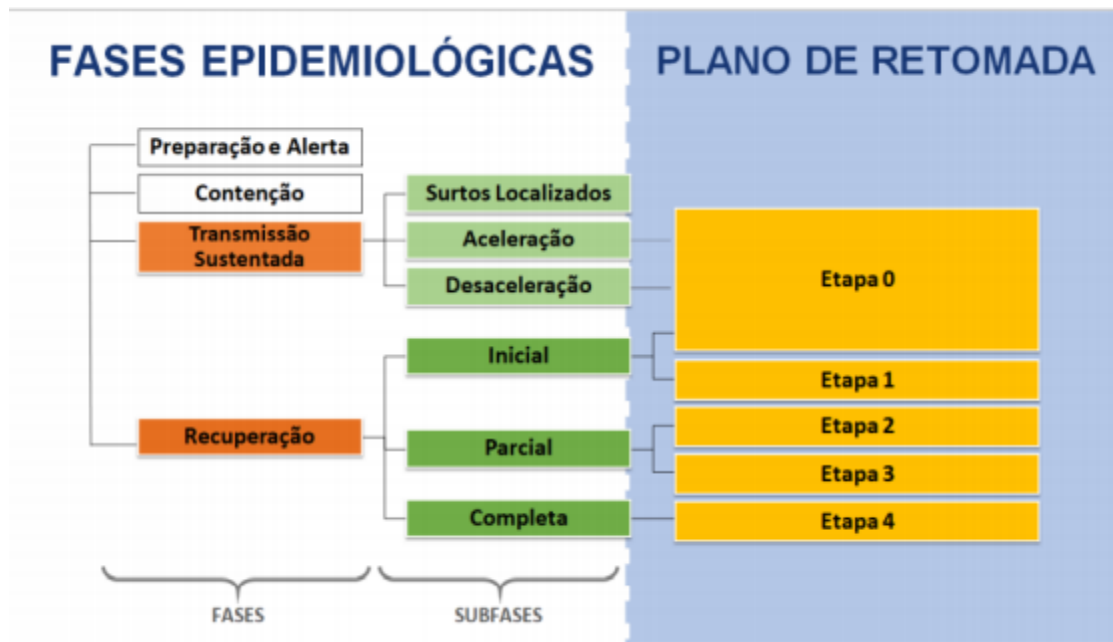 FASES EPIDEMIOLÓGICAS
PLANO DE RETOMADA
Preparação e Alerta
Contenção
Transmissão
Sustentada
Recuperação
Surtos Localizados
Aceleração
Desaceleração
Inicial
Parcial
Completa
Etapa 0
Etapa 1
Etapa 2
Etapa 3
Etapa 4
FASES
SUBFASES